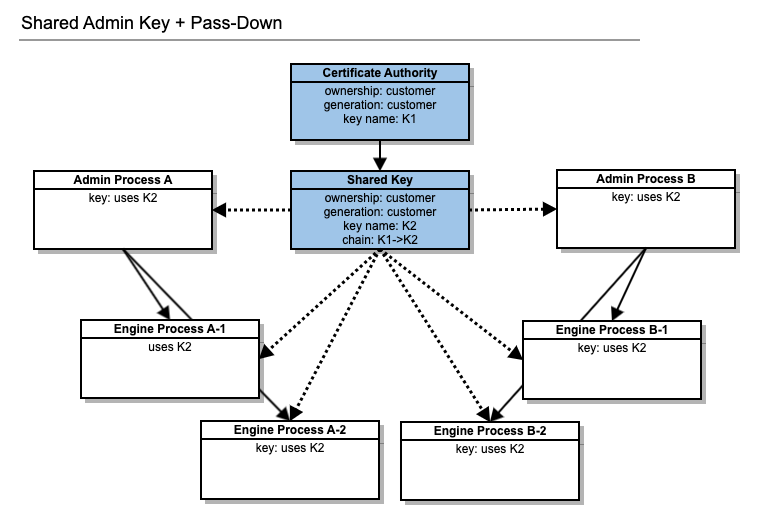 Shared Admin Key + Pass-Down
Certificate Authority
ownership: customer
generation: customer
key name: K1
Admin Process A
key: uses K2
Shared Key
ownership: customer
generation: customer
key name: K2
chain: K1->K2
Admin Process B
key: uses K2
Engine Process A-1
uses K2
Engine Process B-1
key: uses K2
Engine Process A-2
key: uses K2
Engine Process B-2
key: uses K2